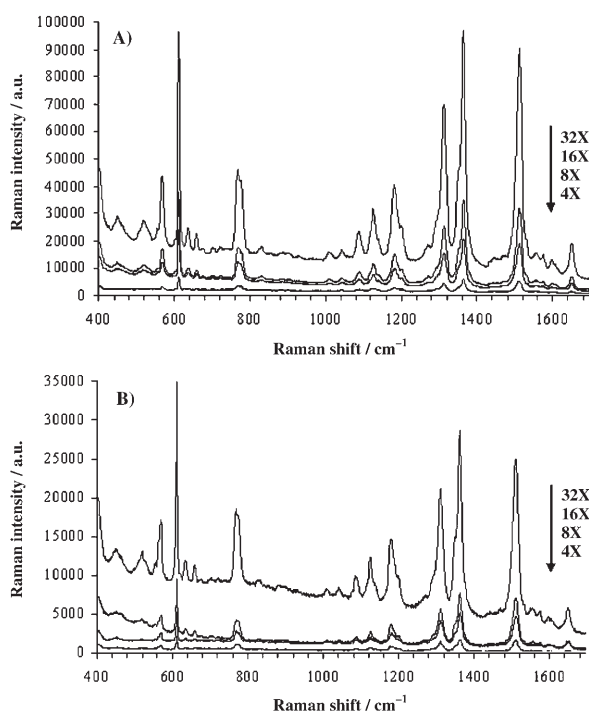 A)
Raman intensity / a.u.
100000
90000
80000
70000
60000
50000
40000
30000
20000
10000
0
32X
16X
8X
4X
400 600 800 1000 1200 1400 1600
Raman shift / cm⁻¹
B)
Raman intensity / a.u.
35000
30000
25000
20000
15000
10000
5000
0
32X
16X
8X
4X
400 600 800 1000 1200 1400 1600
Raman shift / cm⁻¹